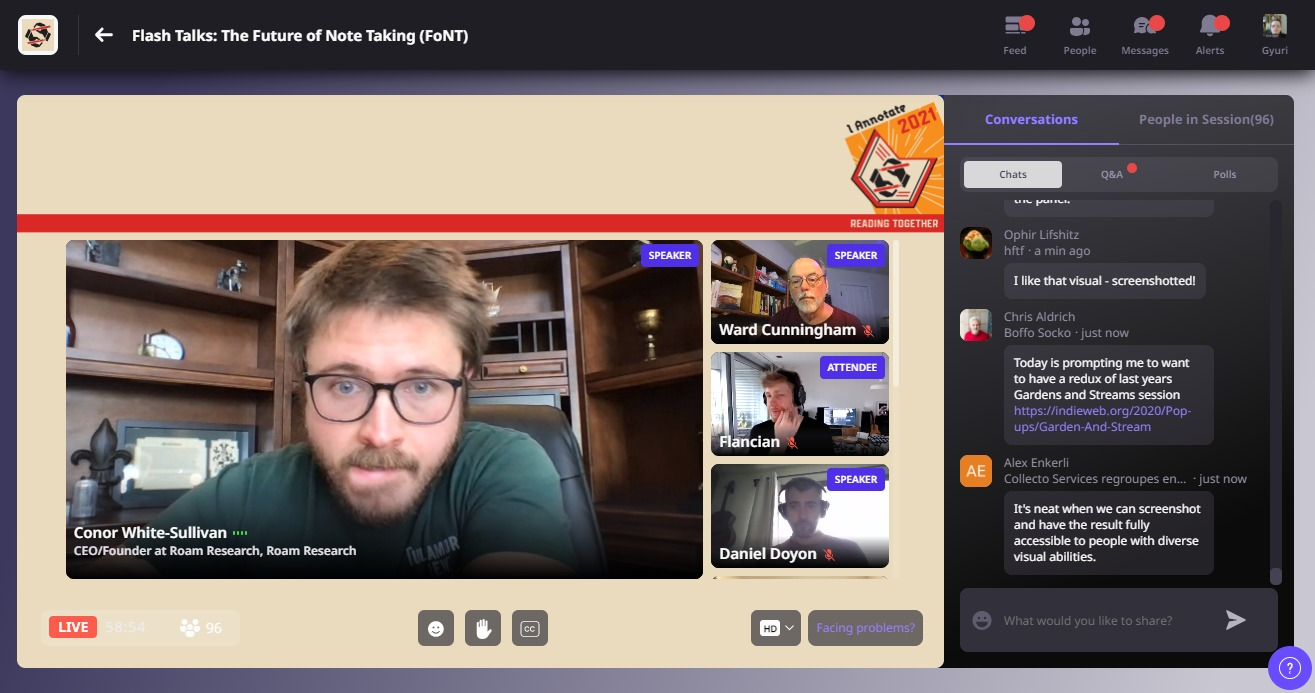 Flash Talks: The Future of Note Taking (FoNT)
Feed
People
Messages
Alerts
Gyuri
I Annotate
2021
READING TOGETHER
SPEAKER
Conor White-Sullivan
CEO/Founder at Roam Research, Roam Research
SPEAKER
Ward Cunningham
ATTENDEE
Flancian
SPEAKER
Daniel Doyon
LIVE 58:54 96
CC
HD
Facing problems?
Conversations
People in Session(96)
Chats
Q&A
Polls
the panel.
Ophir Lifshitz
hftf · a min ago
I like that visual - screenshotted!
Chris Aldrich
Boffo Socko · just now
Today is prompting me to want
to have a redux of last years
Gardens and Streams session
https://indieweb.org/2020/Pop-
ups/Garden-And-Stream
AE
Alex Enkerli
Collecto Services regroupes en... · just now
It's neat when we can screenshot
and have the result fully
accessible to people with diverse
visual abilities.
What would you like to share?
?